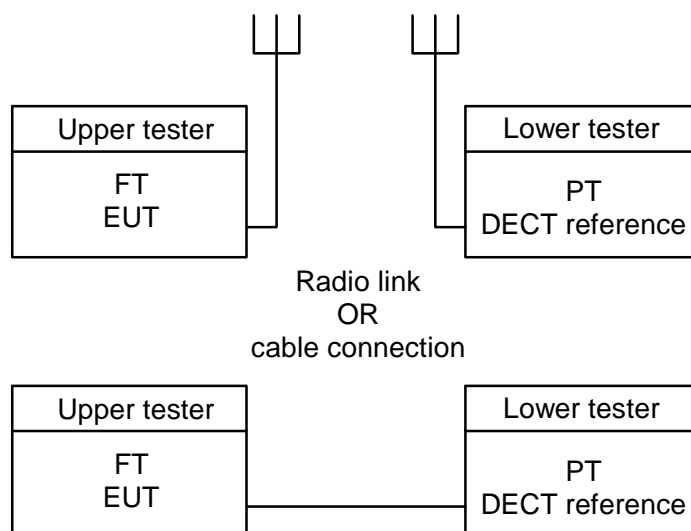 Upper tester
FT
EUT
Lower tester
PT
DECT reference
Radio link
OR
cable connection
Upper tester
FT
EUT
Lower tester
PT
DECT reference